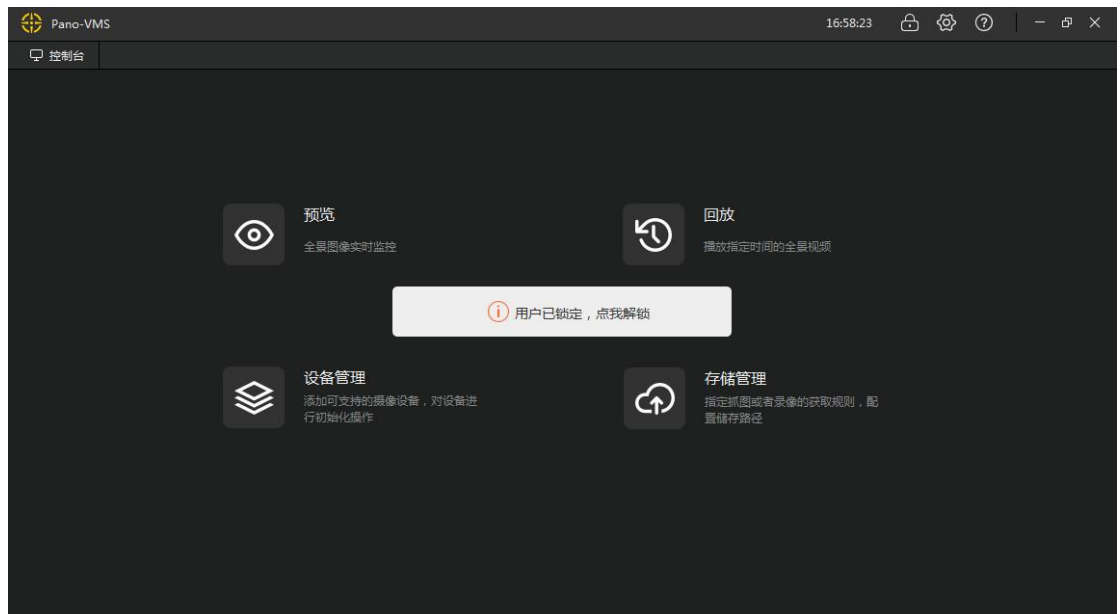 Pano-VMS 16:58:23
控制台
预览
全景图像实时监控
回放
播放指定时间的全景视频
用户已锁定，点我解锁
设备管理
添加可支持的摄像设备，对设备进
行初始化操作
存储管理
指定抓图或者录像的获取规则，配
置储存路径